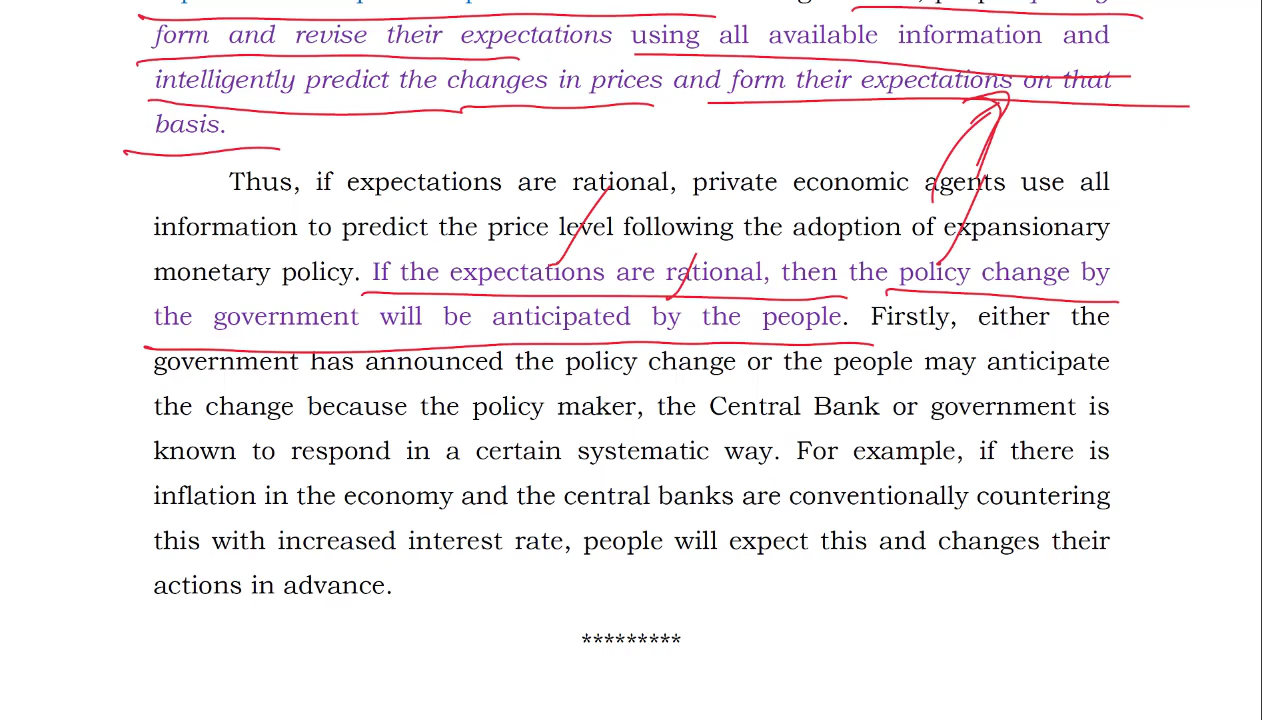 form and revise their expectations using all available information and
intelligently predict the changes in prices and form their expectations on that
basis.
Thus, if expectations are rational, private economic agents use all
information to predict the price level following the adoption of expansionary
monetary policy. If the expectations are rational, then the policy change by
the government will be anticipated by the people. Firstly, either the
government has announced the policy change or the people may anticipate
the change because the policy maker, the Central Bank or government is
known to respond in a certain systematic way. For example, if there is
inflation in the economy and the central banks are conventionally countering
this with increased interest rate, people will expect this and changes their
actions in advance.
*********